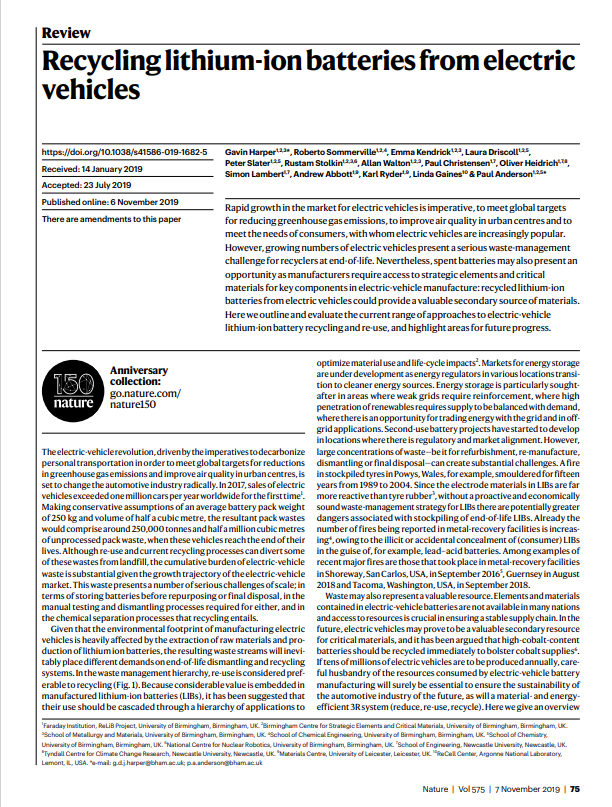 Review
Recycling lithium-ion batteries from electric
vehicles
https://doi.org/10.1038/s41586-019-1682-5
Received: 14 January 2019
Accepted: 23 July 2019
Published online: 6 November 2019
There are amendments to this paper
Gavin Harper1,2,3*, Roberto Sommerville1,2,4, Emma Kendrick1,2,3, Laura Driscoll1,2,5,
Peter Slater1,2,5, Rustam Stolkin1,2,3,6, Allan Walton1,2,3, Paul Christensen1,7, Oliver Heidrich1,7,8,
Simon Lambert1,7, Andrew Abbott1,9, Karl Ryder1,9, Linda Gaines10 & Paul Anderson1,2,5*
Rapid growth in the market for electric vehicles is imperative, to meet global targets
for reducing greenhouse gas emissions, to improve air quality in urban centres and to
meet the needs of consumers, with whom electric vehicles are increasingly popular.
However, growing numbers of electric vehicles present a serious waste-management
challenge for recyclers at end-of-life. Nevertheless, spent batteries may also present an
opportunity as manufacturers require access to strategic elements and critical
materials for key components in electric-vehicle manufacture: recycled lithium-ion
batteries from electric vehicles could provide a valuable secondary source of materials.
Here we outline and evaluate the current range of approaches to electric-vehicle
lithium-ion battery recycling and re-use, and highlight areas for future progress.
150
nature
Anniversary
collection:
go.nature.com/
nature150
The electric-vehicle revolution, driven by the imperatives to decarbonize
personal transportation in order to meet global targets for reductions
in greenhouse gas emissions and improve air quality in urban centres, is
set to change the automotive industry radically. In 2017, sales of electric
vehicles exceeded one million cars per year worldwide for the first time1.
Making conservative assumptions of an average battery pack weight
of 250 kg and volume of half a cubic metre, the resultant pack wastes
would comprise around 250,000 tonnes and half a million cubic metres
of unprocessed pack waste, when these vehicles reach the end of their
lives. Although re-use and current recycling processes can divert some
of these wastes from landfill, the cumulative burden of electric-vehicle
waste is substantial given the growth trajectory of the electric-vehicle
market. This waste presents a number of serious challenges of scale; in
terms of storing batteries before repurposing or final disposal, in the
manual testing and dismantling processes required for either, and in
the chemical separation processes that recycling entails.
Given that the environmental footprint of manufacturing electric
vehicles is heavily affected by the extraction of raw materials and pro-
duction of lithium ion batteries, the resulting waste streams will inevi-
tably place different demands on end-of-life dismantling and recycling
systems. In the waste management hierarchy, re-use is considered pref-
erable to recycling (Fig. 1). Because considerable value is embedded in
manufactured lithium-ion batteries (LIBs), it has been suggested that
their use should be cascaded through a hierarchy of applications to
optimize material use and life-cycle impacts2. Markets for energy storage
are under development as energy regulators in various locations transi-
tion to cleaner energy sources. Energy storage is particularly sought-
after in areas where weak grids require reinforcement, where high
penetration of renewables requires supply to be balanced with demand,
where there is an opportunity for trading energy with the grid and in off-
grid applications. Second-use battery projects have started to develop
in locations where there is regulatory and market alignment. However,
large concentrations of waste—be it for refurbishment, re-manufacture,
dismantling or final disposal—can create substantial challenges. A fire
in stockpiled tyres in Powys, Wales, for example, smouldered for fifteen
years from 1989 to 2004. Since the electrode materials in LIBs are far
more reactive than tyre rubber3, without a proactive and economically
sound waste-management strategy for LIBs there are potentially greater
dangers associated with stockpiling of end-of-life LIBs. Already the
number of fires being reported in metal-recovery facilities is increas-
ing4, owing to the illicit or accidental concealment of (consumer) LIBs
in the guise of, for example, lead–acid batteries. Among examples of
recent major fires are those that took place in metal-recovery facilities
in Shoreway, San Carlos, USA, in September 20165, Guernsey in August
2018 and Tacoma, Washington, USA, in September 2018.
Waste may also represent a valuable resource. Elements and materials
contained in electric-vehicle batteries are not available in many nations
and access to resources is crucial in ensuring a stable supply chain. In the
future, electric vehicles may prove to be a valuable secondary resource
for critical materials, and it has been argued that high-cobalt-content
batteries should be recycled immediately to bolster cobalt supplies6.
If tens of millions of electric vehicles are to be produced annually, care-
ful husbandry of the resources consumed by electric-vehicle battery
manufacturing will surely be essential to ensure the sustainability of
the automotive industry of the future, as will a material- and energy-
efficient 3R system (reduce, re-use, recycle). Here we give an overview
1Faraday Institution, ReLiB Project, University of Birmingham, Birmingham, UK. 2Birmingham Centre for Strategic Elements and Critical Materials, University of Birmingham, Birmingham, UK.
3School of Metallurgy and Materials, University of Birmingham, Birmingham, UK. 4School of Chemical Engineering, University of Birmingham, Birmingham, UK. 5School of Chemistry,
University of Birmingham, Birmingham, UK. 6National Centre for Nuclear Robotics, University of Birmingham, Birmingham, UK. 7School of Engineering, Newcastle University, Newcastle, UK.
8Tyndall Centre for Climate Change Research, Newcastle University, Newcastle, UK. 9Materials Centre, University of Leicester, Leicester, UK. 10ReCell Center, Argonne National Laboratory,
Lemont, IL, USA. *e-mail: g.d.j.harper@bham.ac.uk; p.a.anderson@bham.ac.uk
Nature | Vol 575 | 7 November 2019 | 75